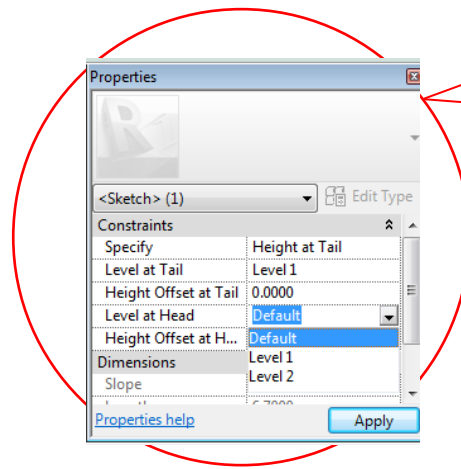 Properties
<Sketch> (1) Edit Type
Constraints
Specify Height at Tail
Level at Tail Level 1
Height Offset at Tail 0.0000
Level at Head Default
Height Offset at H... Default
Level 1
Dimensions
Level 2
Slope
Properties help Apply